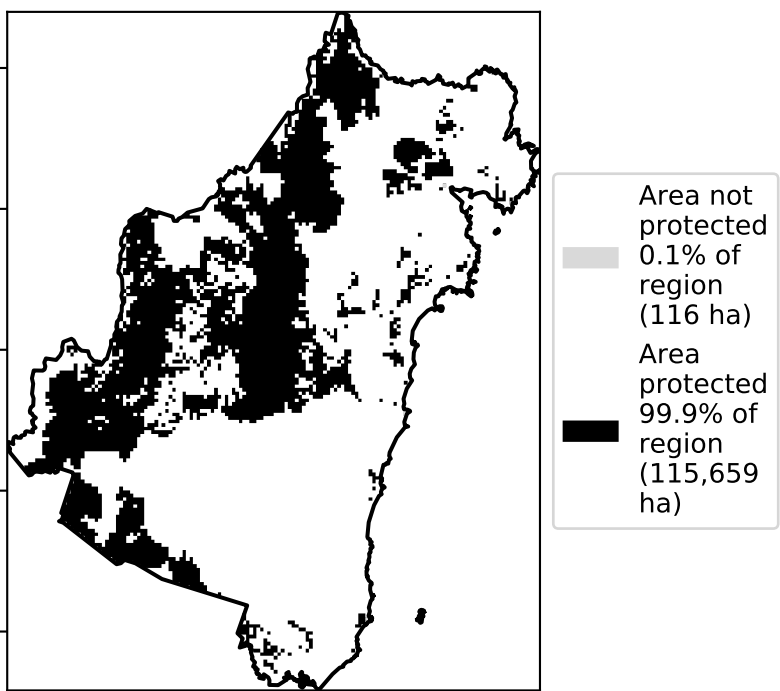 Area not
protected
0.1% of
region
(116 ha)
Area
protected
99.9% of
region
(115,659
ha)